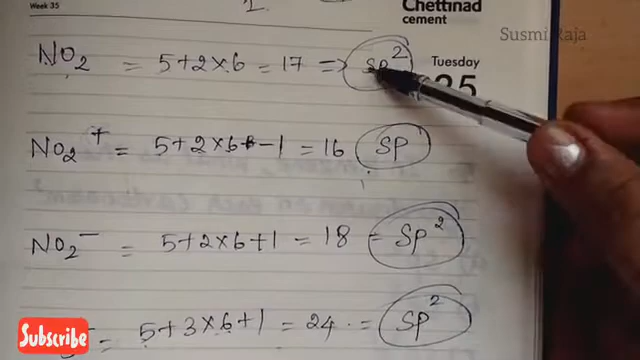 Week 35
Chettinad
cement
Susmi Raja
Tuesday
25
NO2 = 5+2×6 = 17 => sp2
NO2+ = 5+2×6-1 = 16 sp
NO2- = 5+2×6+1 = 18 = sp2
- = 5+3×6+1 = 24 = sp2
Subscribe